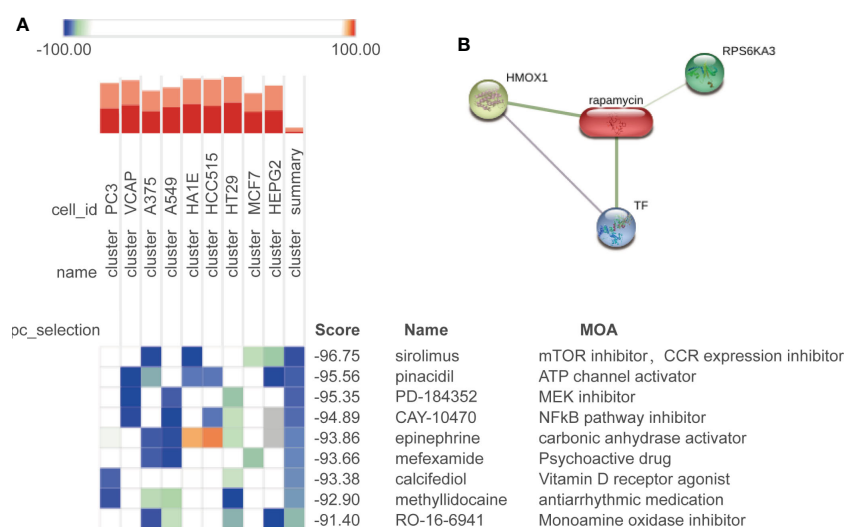 A
-100.00 100.00
cell_id PC3 VCAP A375 A549 HA1E HCC515 HT29 MCF7 HEPG2 summary
name cluster cluster cluster cluster cluster cluster cluster cluster cluster cluster
pc_selection
Score Name MOA
-96.75 sirolimus mTOR inhibitor, CCR expression inhibitor
-95.56 pinacidil ATP channel activator
-95.35 PD-184352 MEK inhibitor
-94.89 CAY-10470 NFkB pathway inhibitor
-93.86 epinephrine carbonic anhydrase activator
-93.66 mefexamide Psychoactive drug
-93.38 calcifediol Vitamin D receptor agonist
-92.90 methyllidocaine antiarrhythmic medication
-91.40 RO-16-6941 Monoamine oxidase inhibitor
B
RPS6KA3
HMOX1
rapamycin
TF